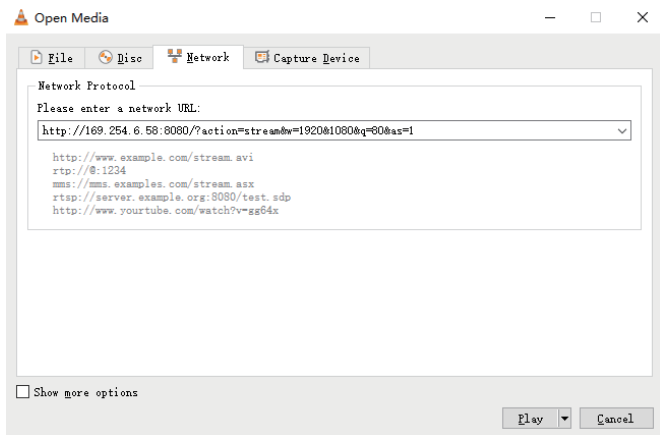 Open Media
File Disc Network Capture Device
Network Protocol
Please enter a network URL:
http://169.254.6.58:8080/?action=stream&w=1920&1080&q=80&as=1
http://www.example.com/stream.avi
rtp://@:1234
mms://mms.examples.com/stream.asx
rtsp://server.example.org:8080/test.sdp
http://www.yourtube.com/watch?v=gg64x
Show more options
Play Cancel